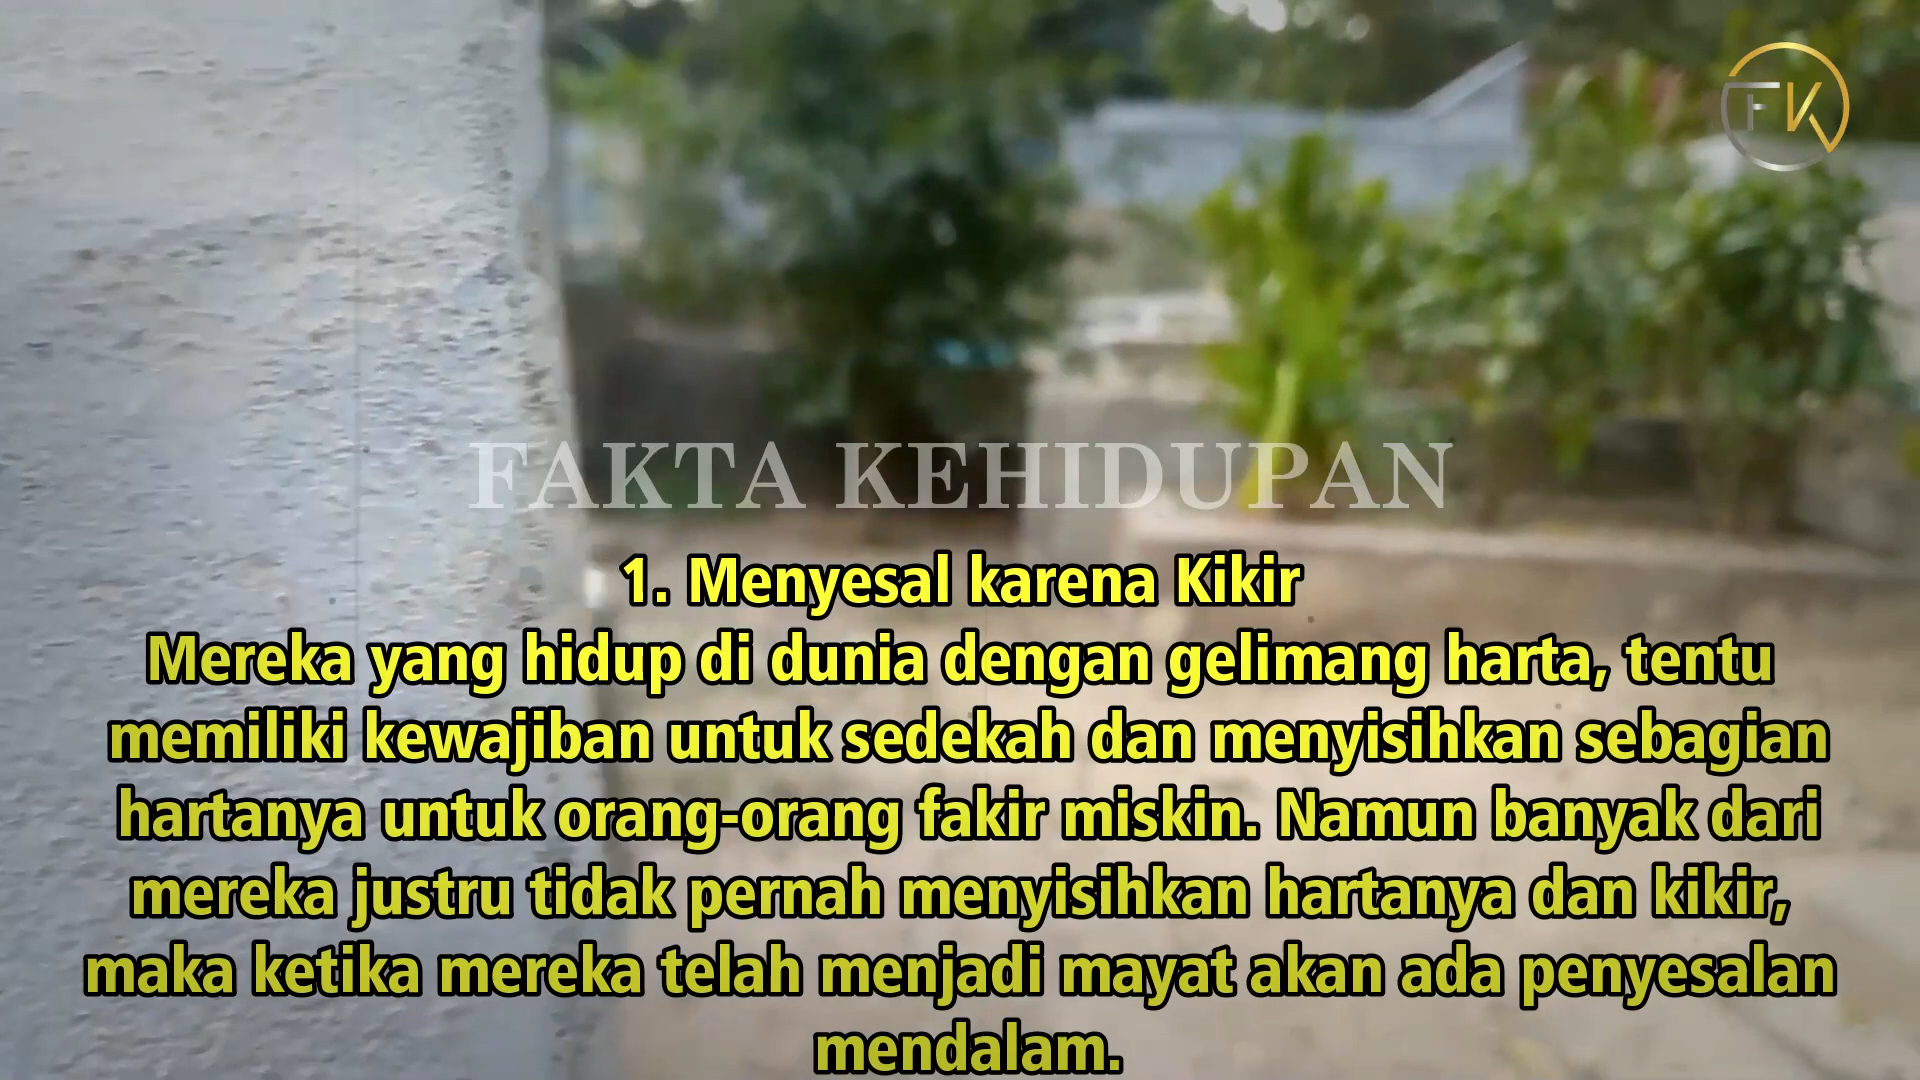 FK
FAKTA KEHIDUPAN
1. Menyesal karena Kikir
Mereka yang hidup di dunia dengan gelimang harta, tentu
memiliki kewajiban untuk sedekah dan menyisihkan sebagian
hartanya untuk orang-orang fakir miskin. Namun banyak dari
mereka justru tidak pernah menyisihkan hartanya dan kikir,
maka ketika mereka telah menjadi mayat akan ada penyesalan
mendalam.